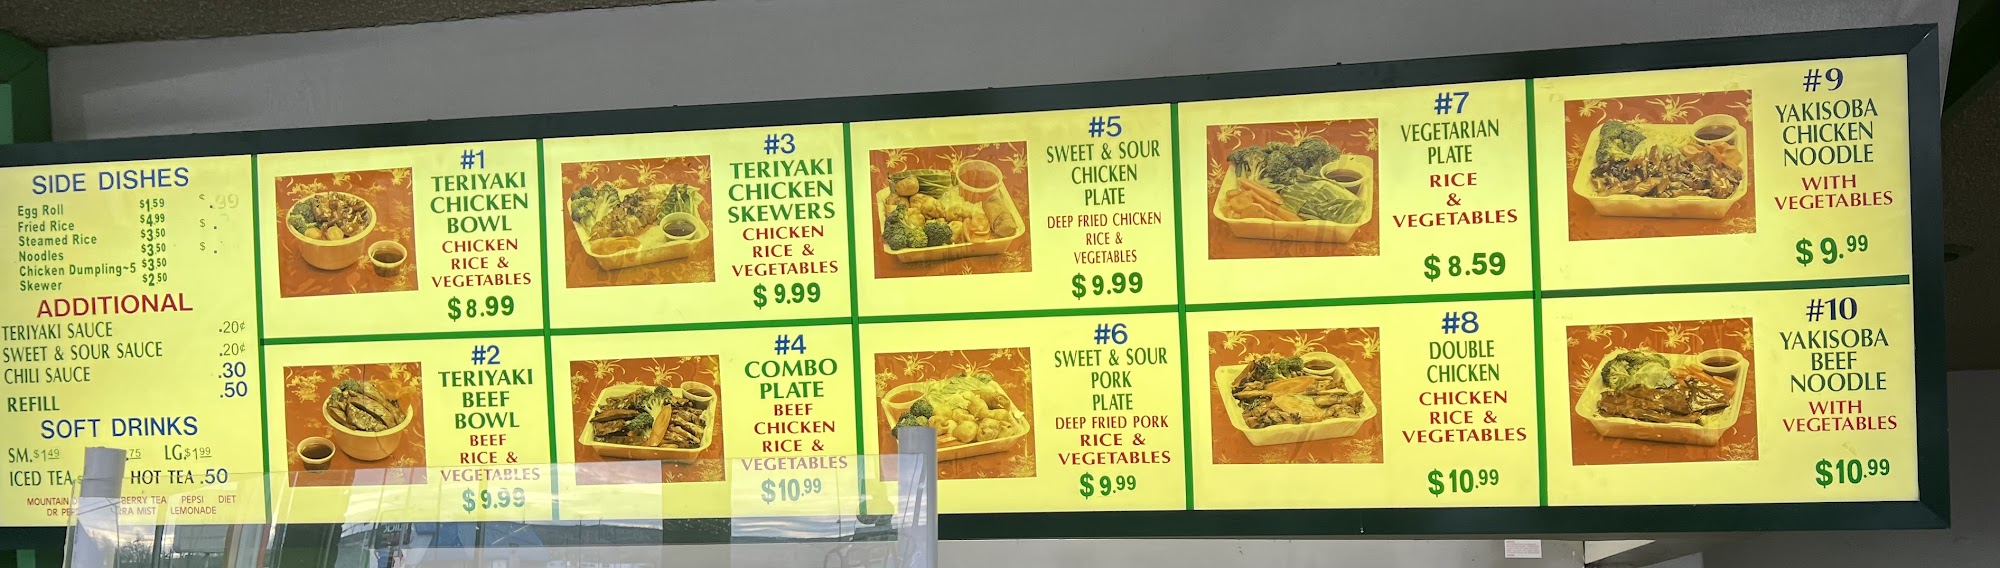 SIDE DISHES
Egg Roll $1.59 .99
Fried Rice $4.99
Steamed Rice $3.50
Noodles $3.50
Chicken Dumpling~5 $3.50
Skewer $2.50
ADDITIONAL
TERIYAKI SAUCE .20¢
SWEET & SOUR SAUCE .20¢
CHILI SAUCE .30
REFILL .50
SOFT DRINKS
SM.$1.49 .75 LG$1.99
ICED TEA HOT TEA .50
MOUNTAIN BERRY TEA PEPSI DIET
DR MIST LEMONADE
#1
TERIYAKI
CHICKEN
BOWL
CHICKEN
RICE &
VEGETABLES
$8.99
#2
TERIYAKI
BEEF
BOWL
BEEF
RICE &
VEGETABLES
$9.99
#3
TERIYAKI
CHICKEN
SKEWERS
CHICKEN
RICE &
VEGETABLES
$9.99
#4
COMBO
PLATE
BEEF
CHICKEN
RICE &
VEGETABLES
$10.99
#5
SWEET & SOUR
CHICKEN
PLATE
DEEP FRIED CHICKEN
RICE &
VEGETABLES
$9.99
#6
SWEET & SOUR
PORK
PLATE
DEEP FRIED PORK
RICE &
VEGETABLES
$9.99
#7
VEGETARIAN
PLATE
RICE
&
VEGETABLES
$8.59
#8
DOUBLE
CHICKEN
CHICKEN
RICE &
VEGETABLES
$10.99
#9
YAKISOBA
CHICKEN
NOODLE
WITH
VEGETABLES
$9.99
#10
YAKISOBA
BEEF
NOODLE
WITH
VEGETABLES
$10.99